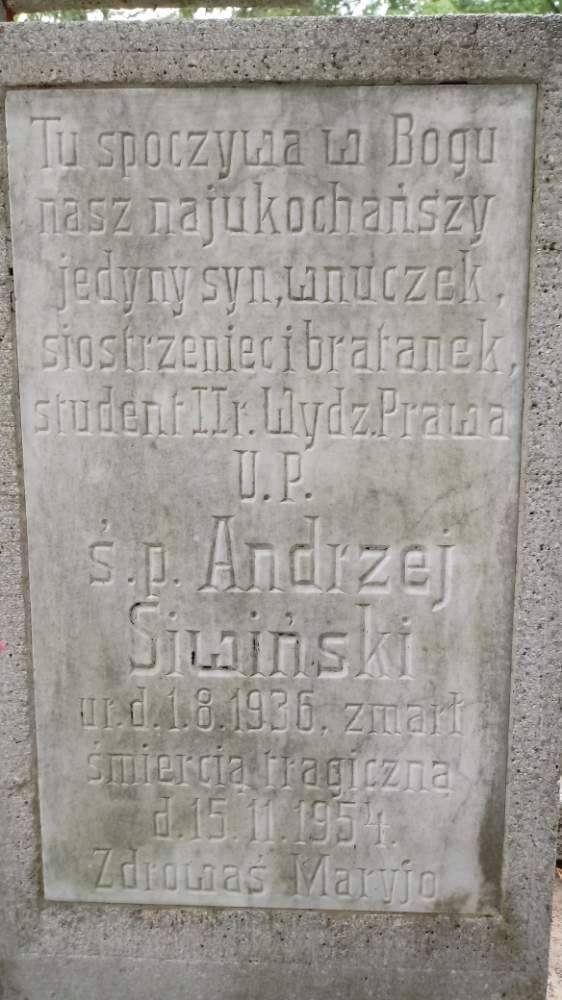 Tu spoczywa w Bogu
nasz najukochańszy
jedyny syn, wnuczek,
siostrzeniec i bratanek,
student II r. Wydz. Prawa
U. P.
ś. p. Andrzej
Siwiński
ur. d. 1. 8. 1936, zmarł
śmiercią tragiczną
d. 15. 11. 1954.
Zdrowaś Maryjo